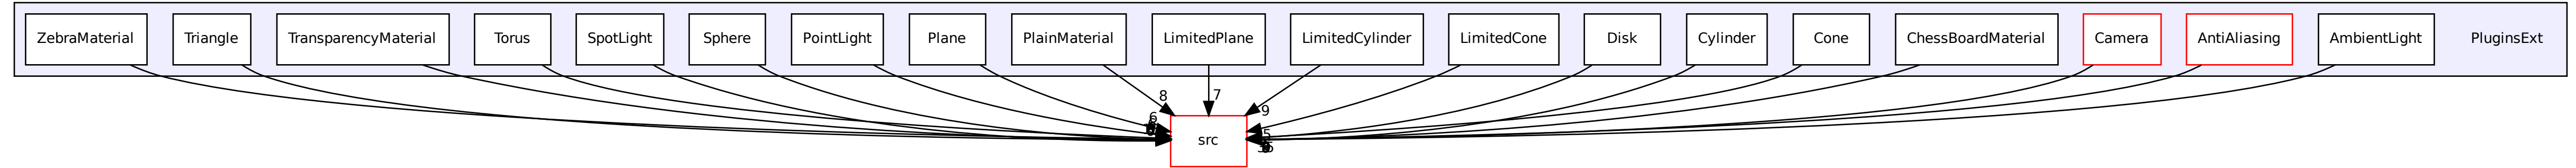 ZebraMaterial
Triangle
TransparencyMaterial
Torus
SpotLight
Sphere
PointLight
Plane
PlainMaterial
LimitedPlane
LimitedCylinder
LimitedCone
Disk
Cylinder
Cone
ChessBoardMaterial
Camera
AntiAliasing
AmbientLight
PluginsExt
8
7
9
6
5
src